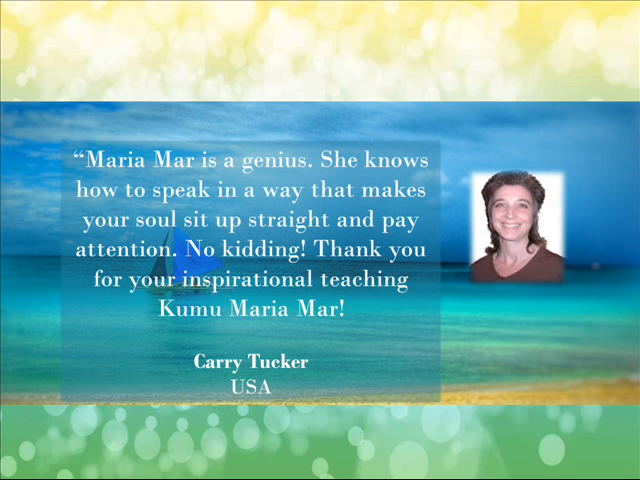 “Maria Mar is a genius. She knows
how to speak in a way that makes
your soul sit up straight and pay
attention. No kidding! Thank you
for your inspirational teaching
Kumu Maria Mar!
Carry Tucker
USA